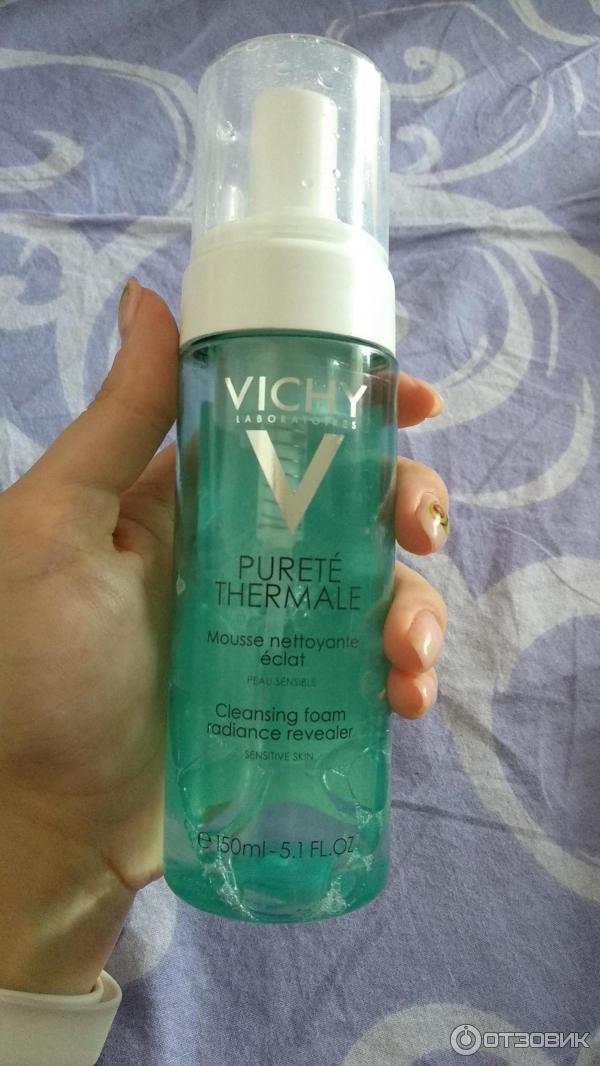 VICHY
LABORATOIRES
V
PURETÉ
THERMALE
Mousse nettoyante
éclat
PEAU SENSIBLE
Cleansing foam
radiance revealer
SENSITIVE SKIN
℮ 150ml - 5.1 FL.OZ
ОТЗОВИК